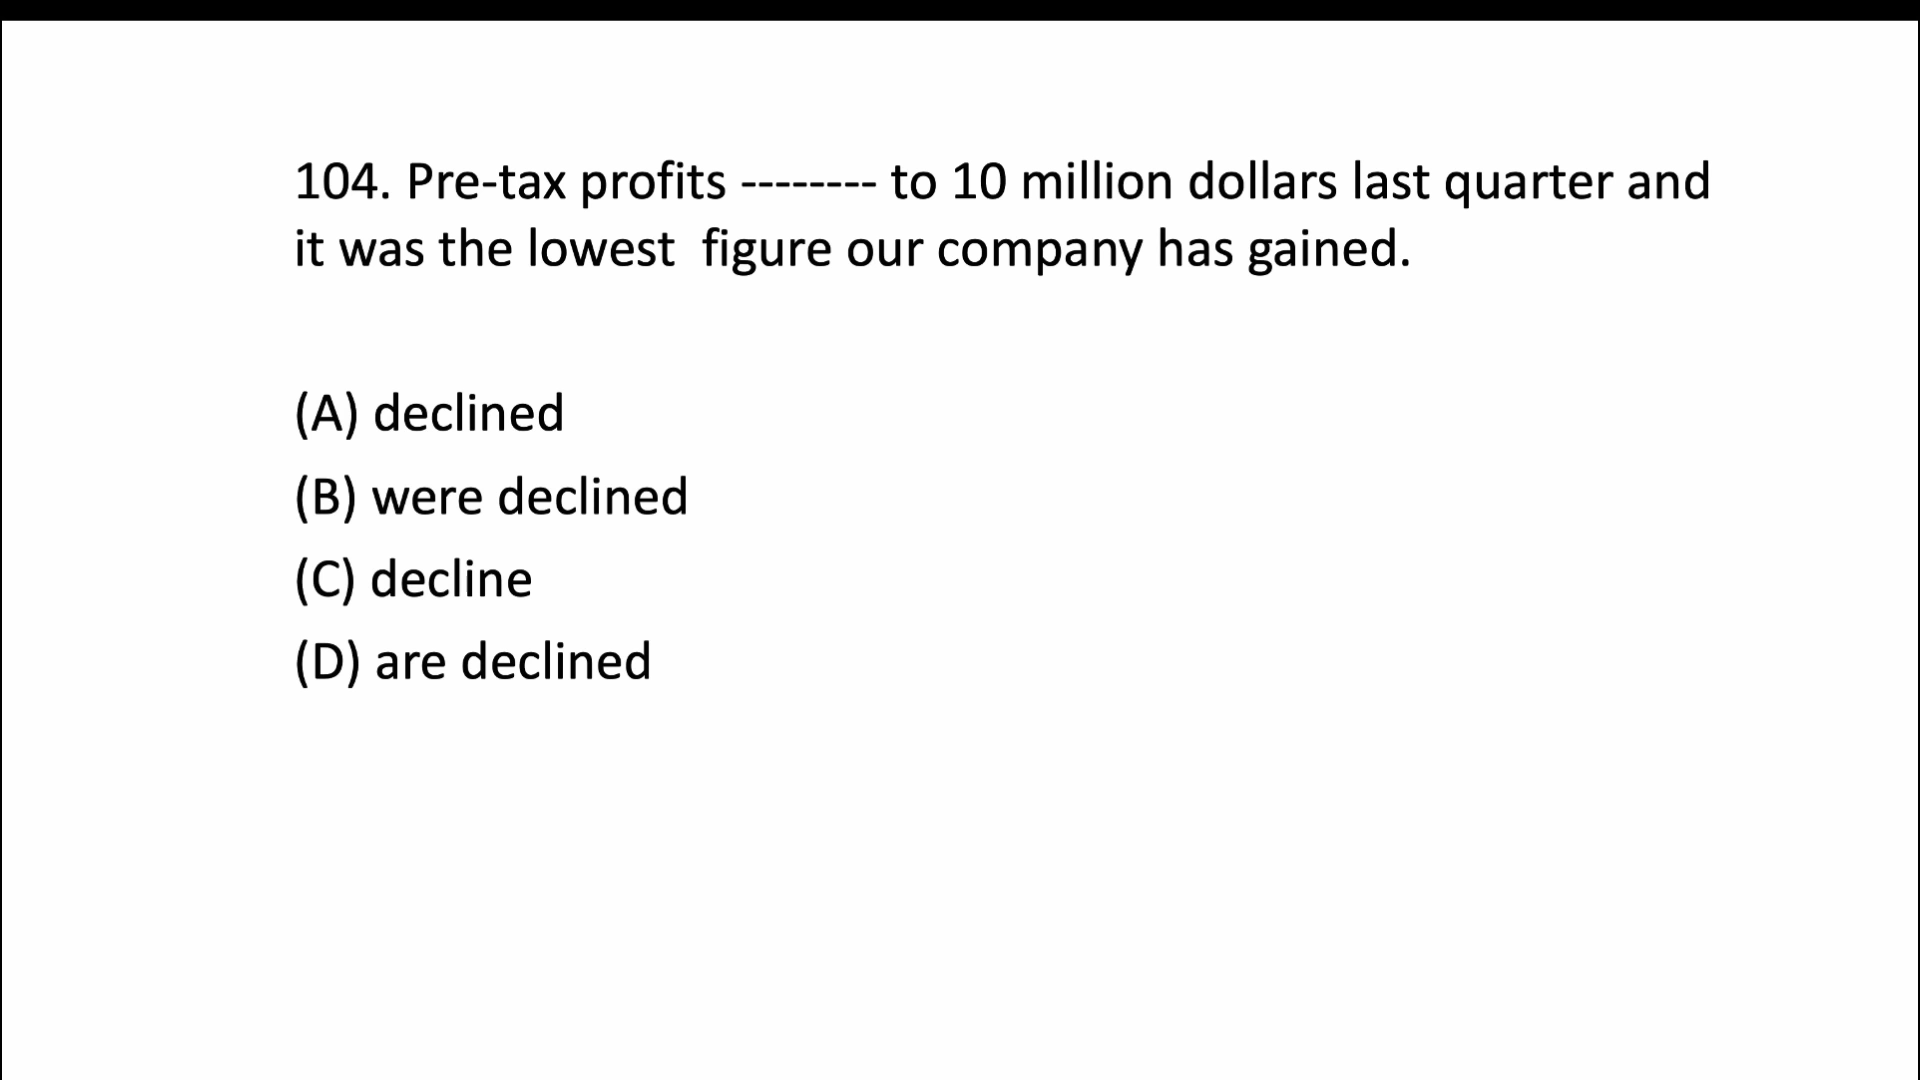 104. Pre-tax profits -------- to 10 million dollars last quarter and
it was the lowest  figure our company has gained.
(A) declined
(B) were declined
(C) decline
(D) are declined